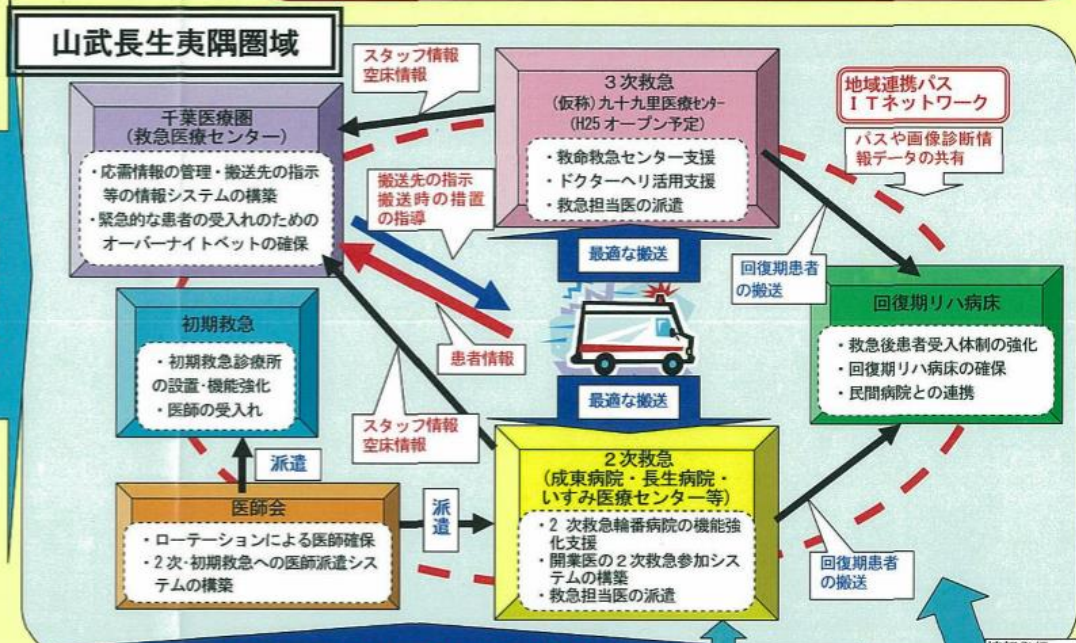 山武長生夷隅圏域
スタッフ情報
空床情報
千葉医療圏
(救急医療センター)
・応需情報の管理・搬送先の指示
等の情報システムの構築
・緊急的な患者の受入れのための
オーバーナイトベットの確保
3次救急
(仮称)九十九里医療センター
(H25 オープン予定)
・救命救急センター支援
・ドクターヘリ活用支援
・救急担当医の派遣
地域連携パス
ITネットワーク
パスや画像診断情
報データの共有
搬送先の指示
搬送時の措置
の指導
最適な搬送
回復期患者
の搬送
初期救急
・初期救急診療所
の設置・機能強化
・医師の受入れ
患者情報
回復期リハ病床
・救急後患者受入体制の強化
・回復期リハ病床の確保
・民間病院との連携
最適な搬送
スタッフ情報
空床情報
派遣
医師会
・ローテーションによる医師確保
・2次・初期救急への医師派遣シ
ステムの構築
派遣
2次救急
(成東病院・長生病院・
いすみ医療センター等)
・2 次救急輪番病院の機能強
化支援
・開業医の2次救急参加シス
テムの構築
・救急担当医の派遣
回復期患者
の搬送